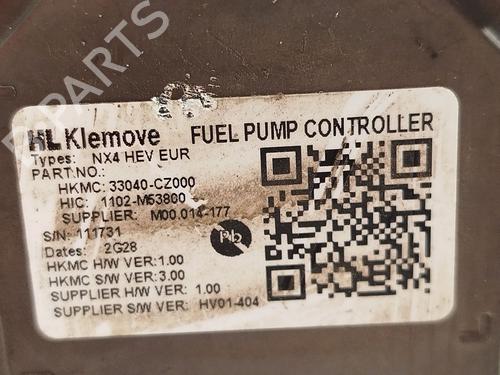 B-PARTS
HL Klemove FUEL PUMP CONTROLLER
Types: NX4 HEV EUR
PART.NO.:
HKMC: 33040-CZ000
HIC: 1102-M53800
SUPPLIER: M00.014-177
S/N: 111731
Dates: 2G28
HKMC H/W VER: 1.00
HKMC S/W VER: 3.00
SUPPLIER H/W VER: 1.00
SUPPLIER S/W VER: HV01-404
Pb